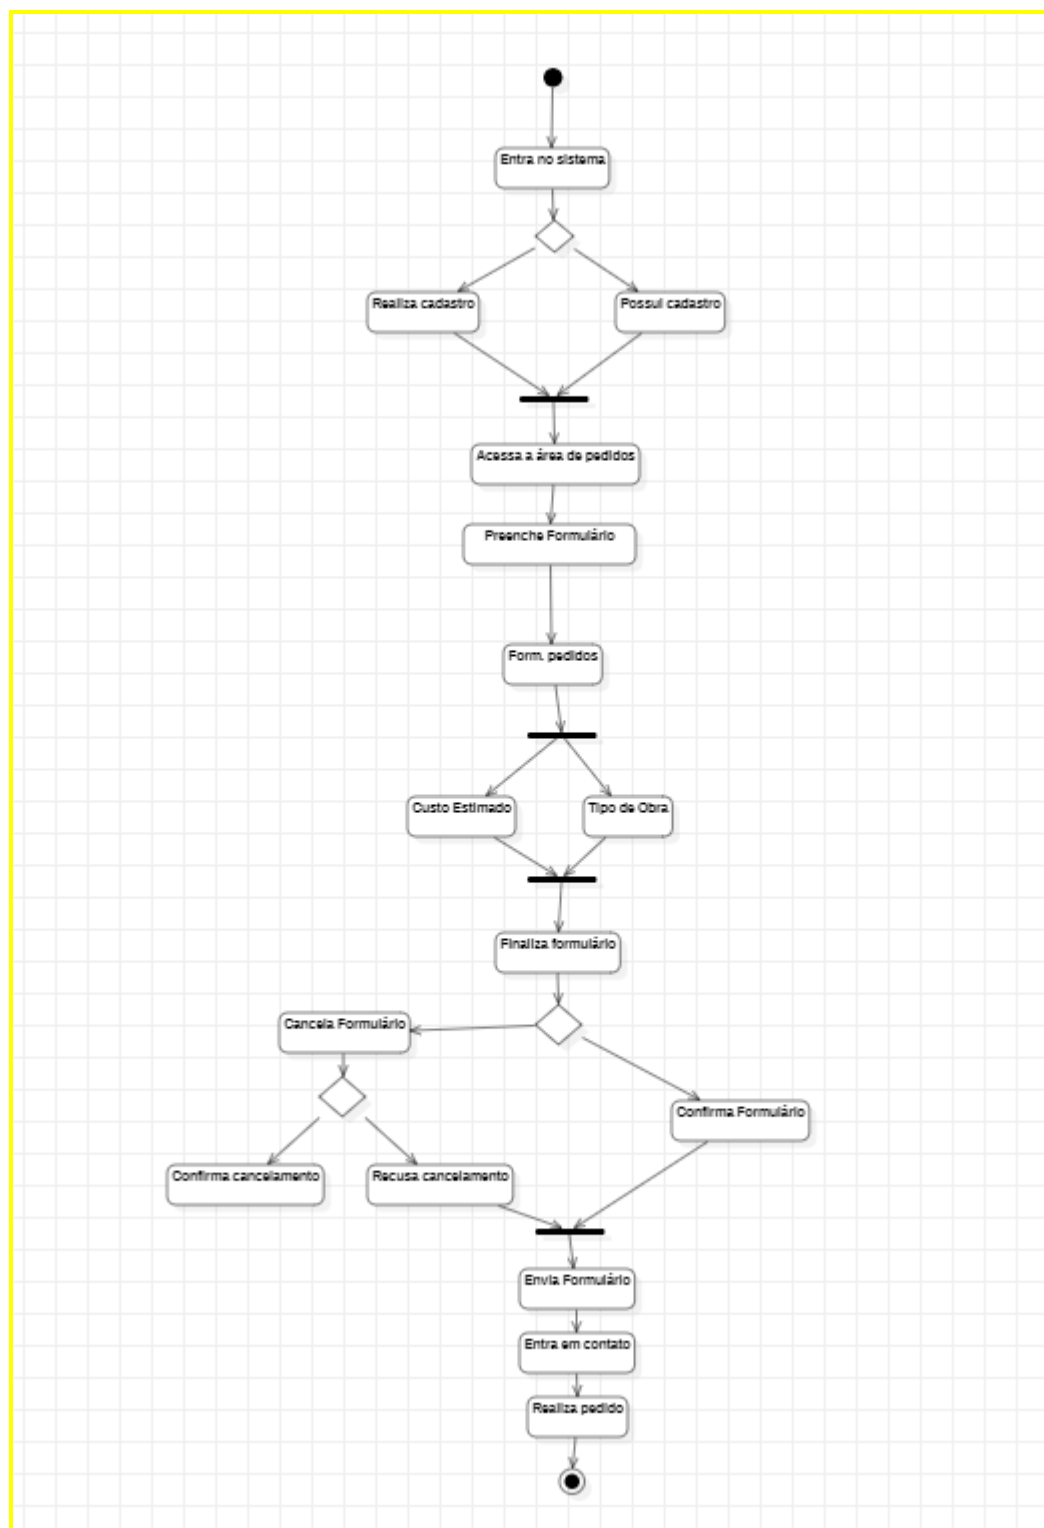 Entra no sistema
Realiza cadastro
Possui cadastro
Acessa a área de pedidos
Preenche Formulário
Form. pedidos
Custo Estimado
Tipo de Obra
Finaliza formulário
Cancela Formulário
Confirma Formulário
Confirma cancelamento
Recusa cancelamento
Envia Formulário
Entra em contato
Realiza pedido